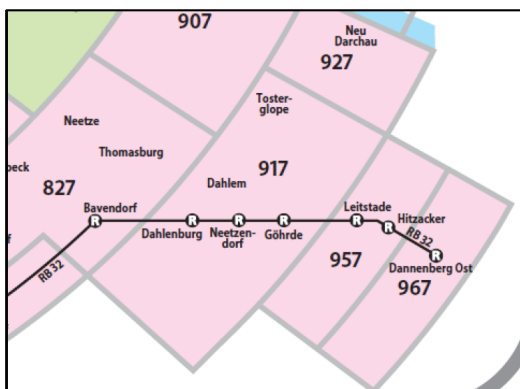 907
Neu
Darchau
927
Toster-
glope
Neetze
Thomasburg
peck
827
917
Dahlem
Bavendorf
R
Dahlenburg
R
Neetzen-
dorf
R
Göhrde
R
Leitstade
R
Hitzacker
R
RB 32
Dannenberg Ost
R
957
967
f
RB 32